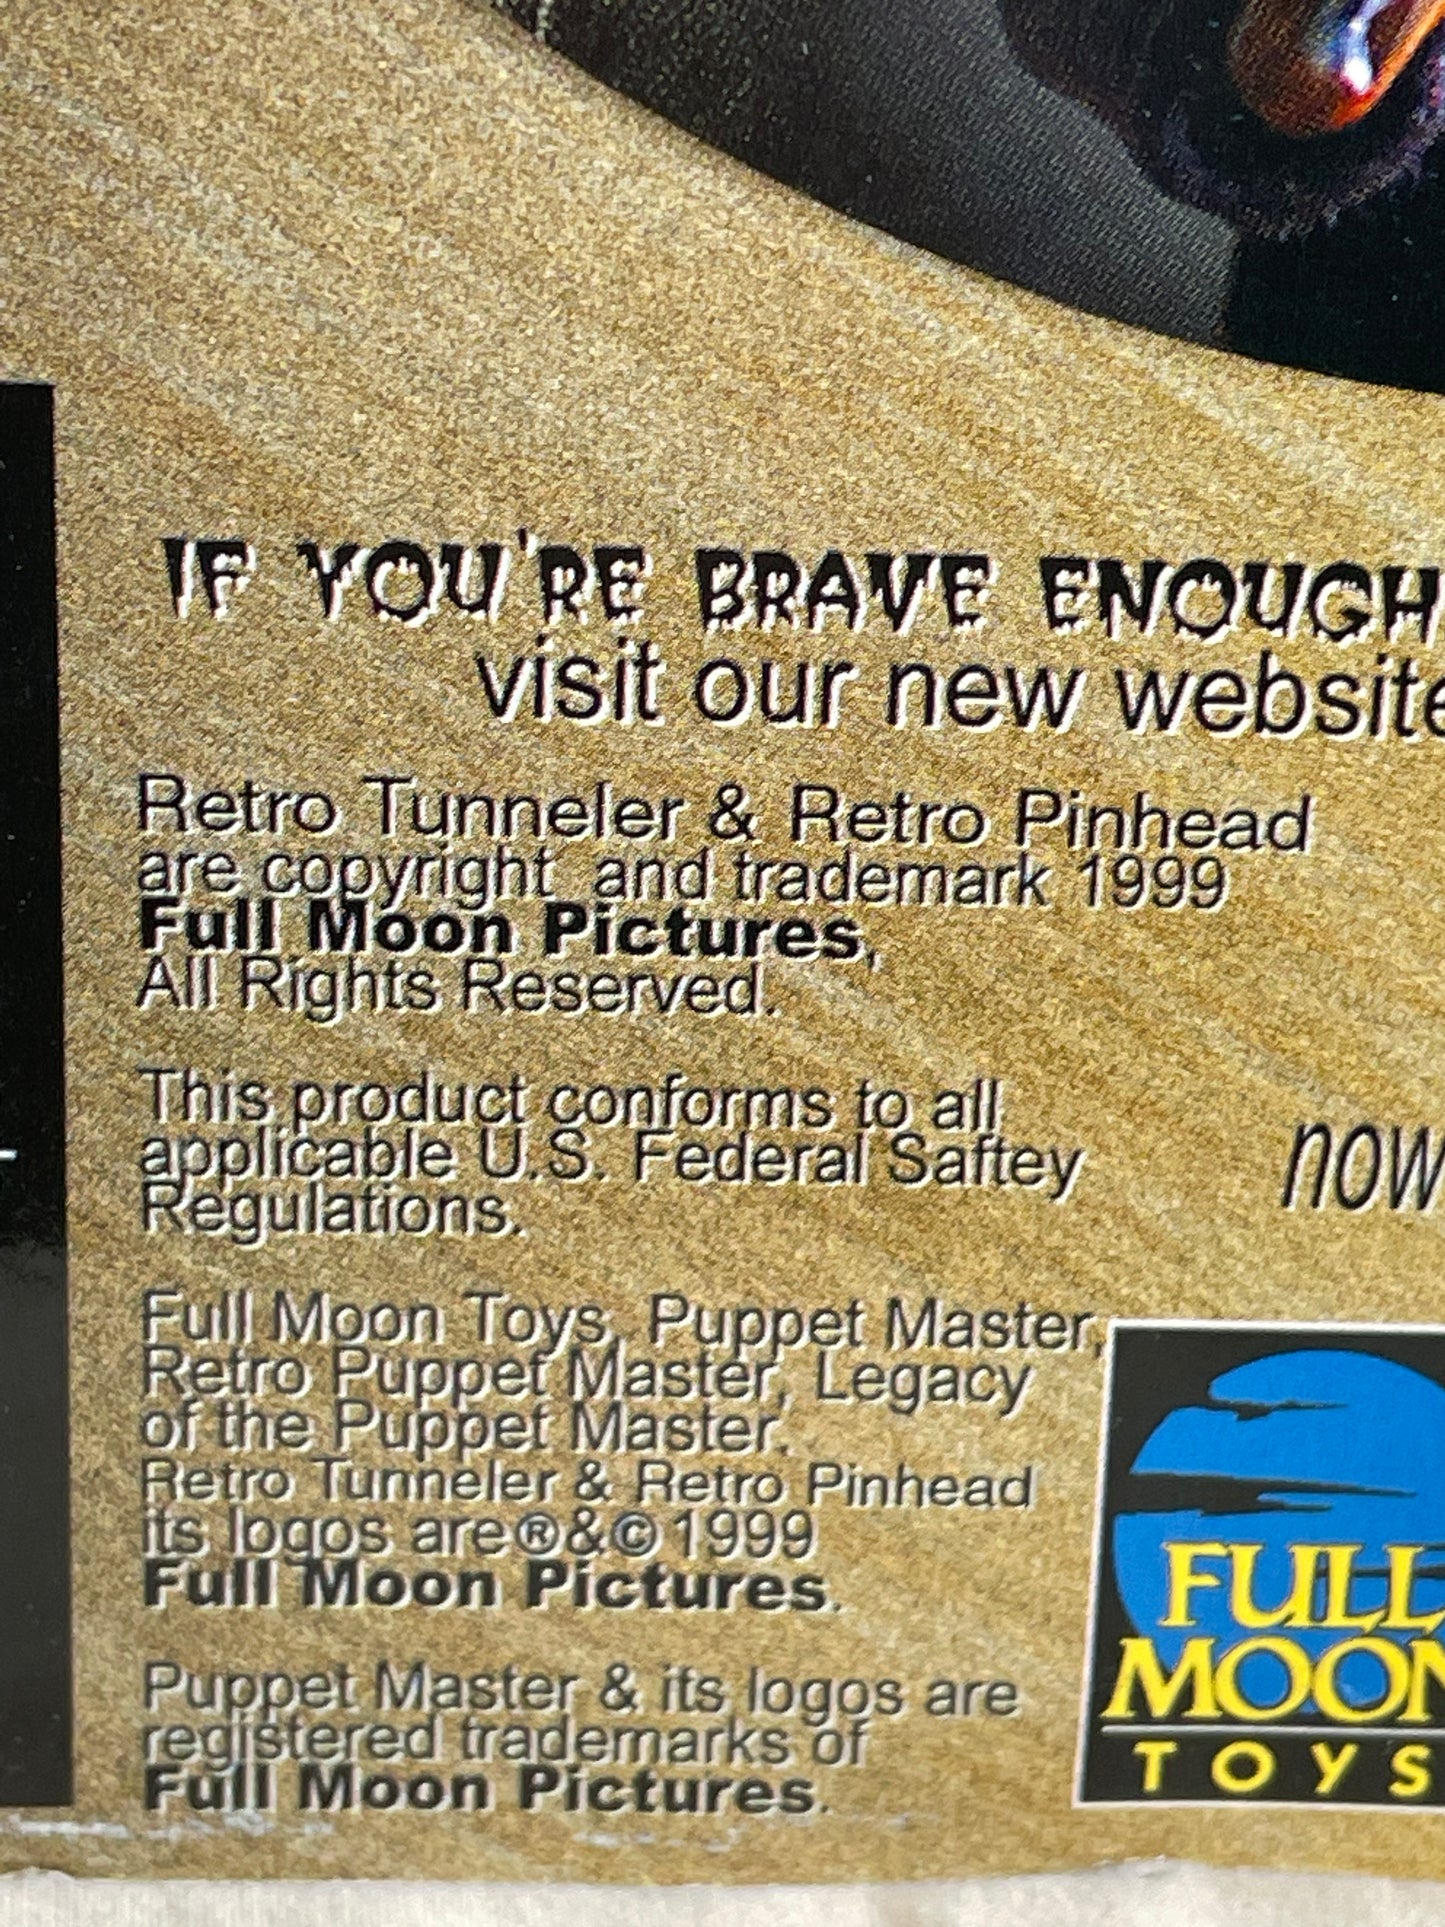 IF YOU'RE BRAVE ENOUGH
visit our new website
Retro Tunneler & Retro Pinhead
are copyright and trademark 1999
Full Moon Pictures,
All Rights Reserved.
This product conforms to all
applicable U.S. Federal Saftey
Regulations.
now
Full Moon Toys, Puppet Master,
Retro Puppet Master, Legacy
of the Puppet Master.
Retro Tunneler & Retro Pinhead
its logos are®&©1999
Full Moon Pictures.
Puppet Master & its logos are
registered trademarks of
Full Moon Pictures.
FULL
MOON
TOYS